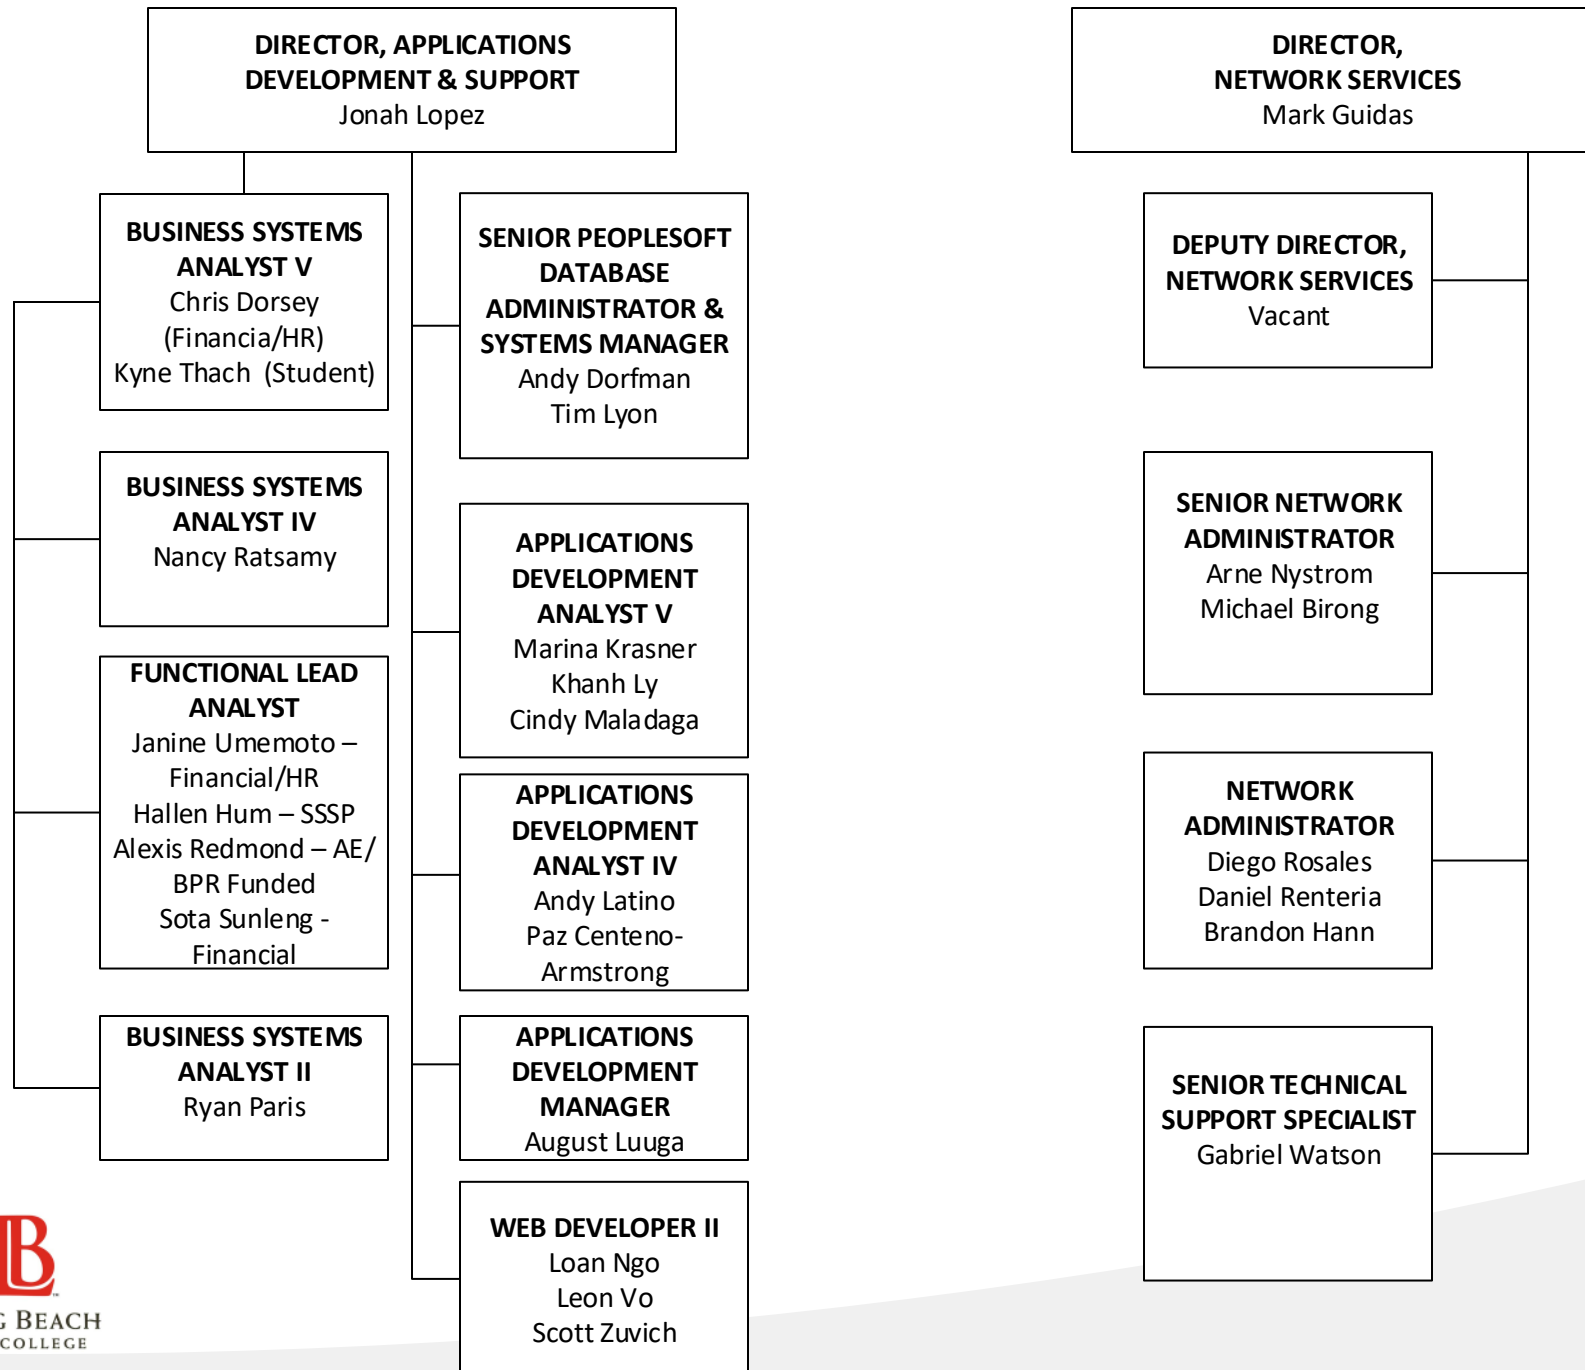 DIRECTOR, APPLICATIONS
DEVELOPMENT & SUPPORT
Jonah Lopez
BUSINESS SYSTEMS
ANALYST V
Chris Dorsey
(Financia/HR)
Kyne Thach (Student)
BUSINESS SYSTEMS
ANALYST IV
Nancy Ratsamy
FUNCTIONAL LEAD
ANALYST
Janine Umemoto –
Financial/HR
Hallen Hum – SSSP
Alexis Redmond – AE/
BPR Funded
Sota Sunleng -
Financial
BUSINESS SYSTEMS
ANALYST II
Ryan Paris
SENIOR PEOPLESOFT
DATABASE
ADMINISTRATOR &
SYSTEMS MANAGER
Andy Dorfman
Tim Lyon
APPLICATIONS
DEVELOPMENT
ANALYST V
Marina Krasner
Khanh Ly
Cindy Maladaga
APPLICATIONS
DEVELOPMENT
ANALYST IV
Andy Latino
Paz Centeno-
Armstrong
APPLICATIONS
DEVELOPMENT
MANAGER
August Luuga
WEB DEVELOPER II
Loan Ngo
Leon Vo
Scott Zuvich
DIRECTOR,
NETWORK SERVICES
Mark Guidas
DEPUTY DIRECTOR,
NETWORK SERVICES
Vacant
SENIOR NETWORK
ADMINISTRATOR
Arne Nystrom
Michael Birong
NETWORK
ADMINISTRATOR
Diego Rosales
Daniel Renteria
Brandon Hann
SENIOR TECHNICAL
SUPPORT SPECIALIST
Gabriel Watson
LB
G BEACH
COLLEGE